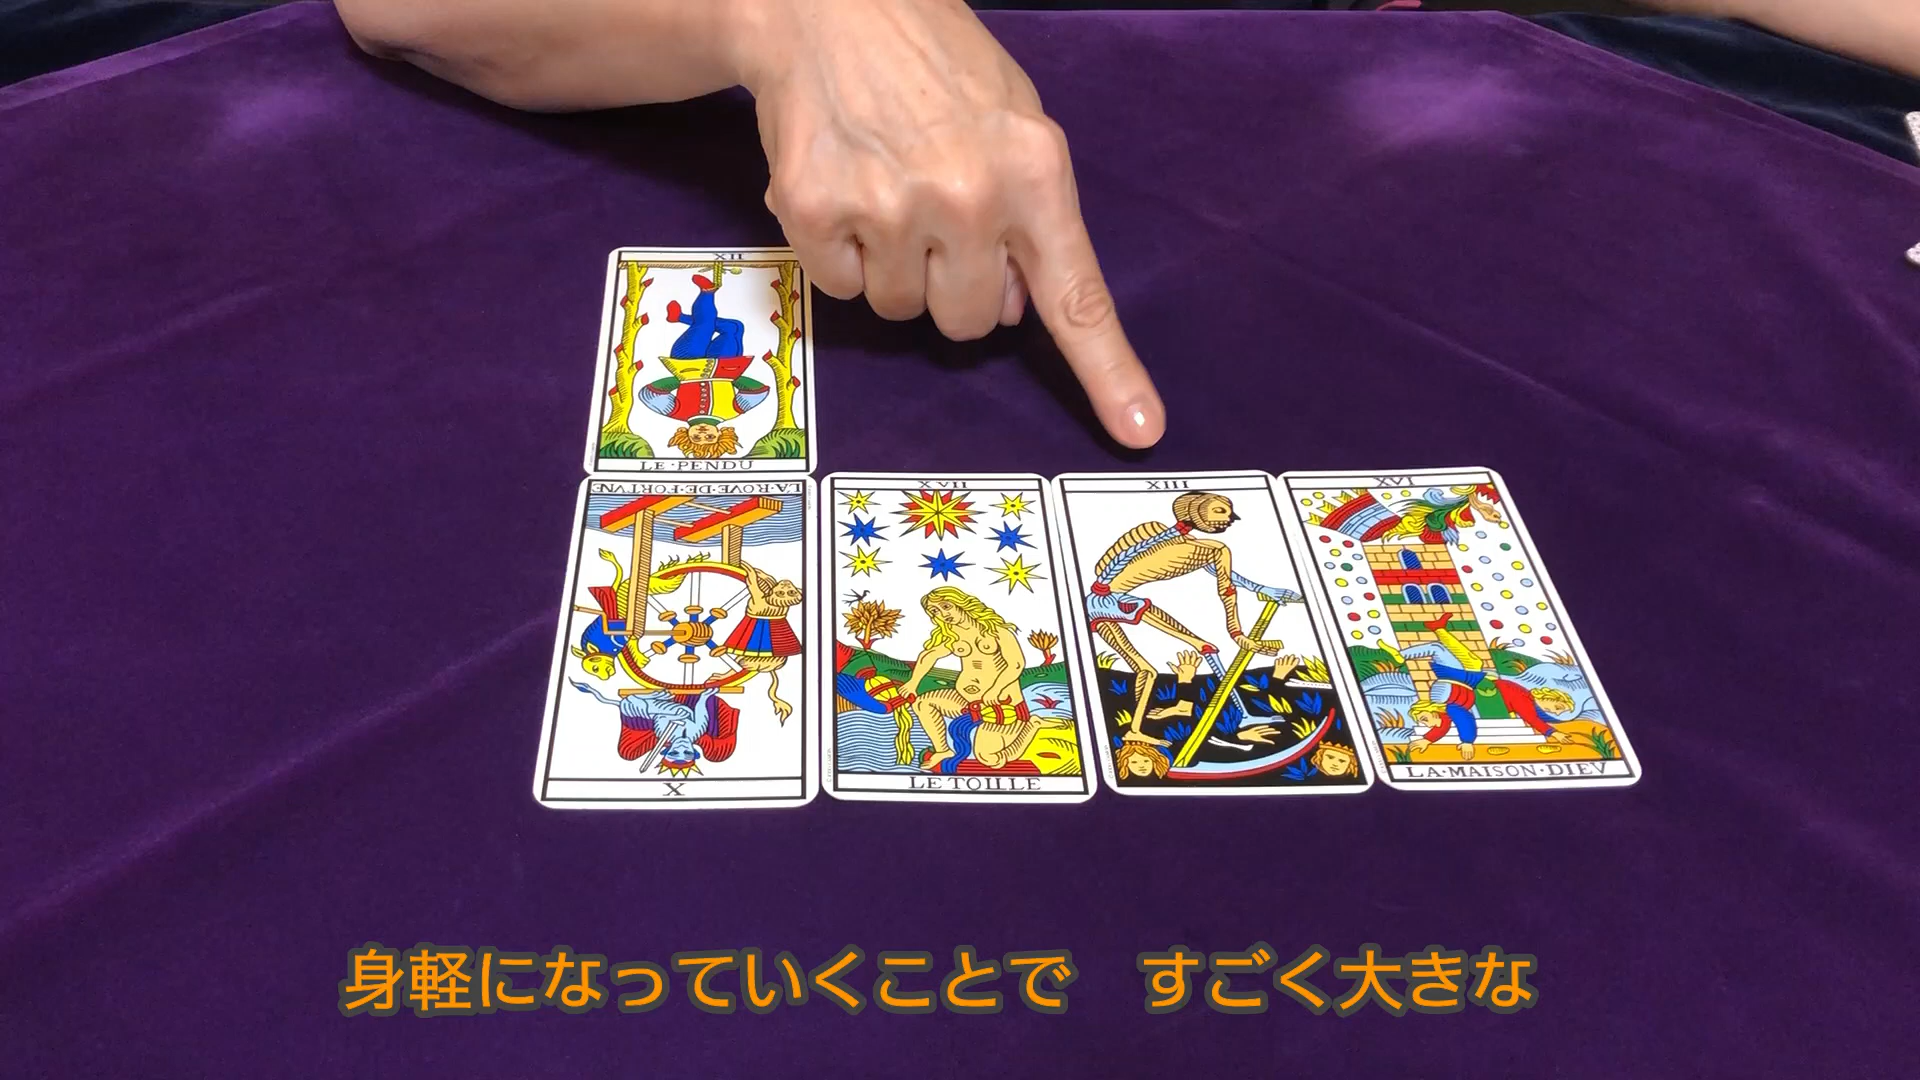 XII
LE·PENDU
LA·ROVE·DE·FORTVNE
X
XVII
LE TOILLE
XIII
XVI
LA·MAISON·DIEV
身軽になっていくことで　すごく大きな